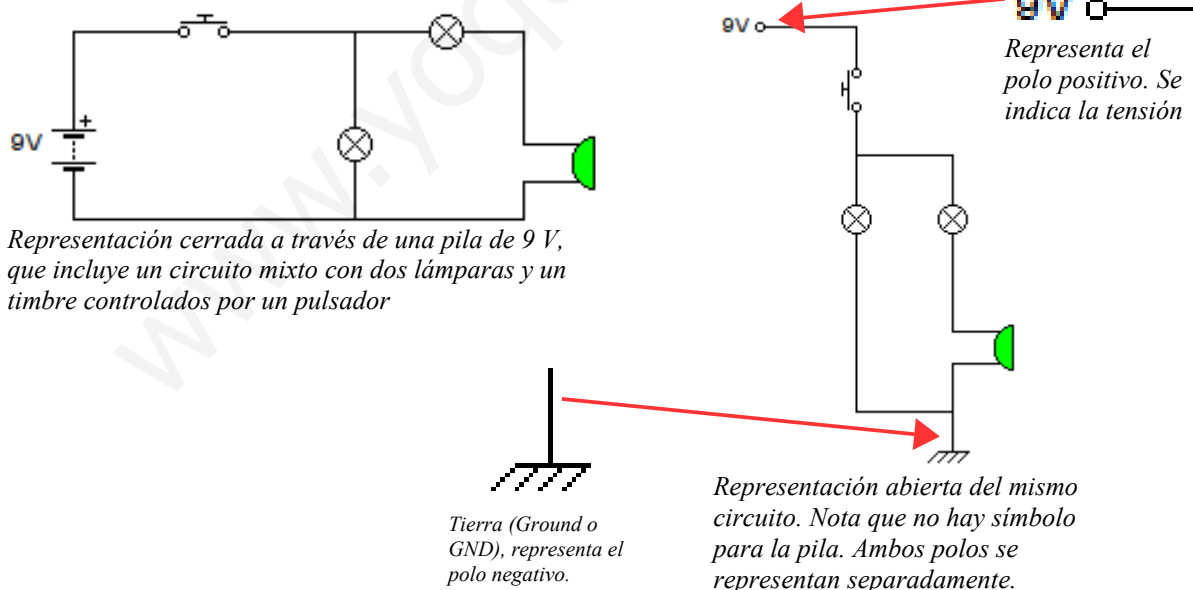 9V
+
9V
Representación cerrada a través de una pila de 9 V,
que incluye un circuito mixto con dos lámparas y un
timbre controlados por un pulsador
9V
Representa el
polo positivo. Se
indica la tensión
Tierra (Ground o
GND), representa el
polo negativo.
Representación abierta del mismo
circuito. Nota que no hay símbolo
para la pila. Ambos polos se
representan separadamente.
www.yoq